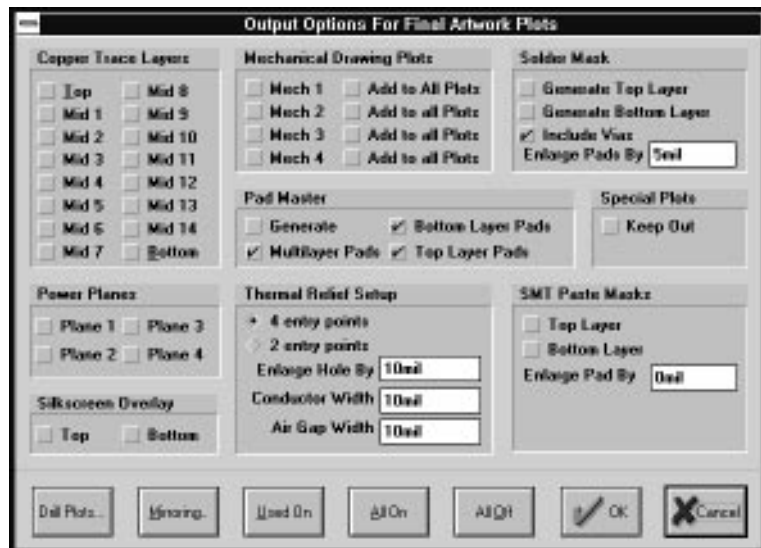 Output Options For Final Artwork Plots
Copper Trace Layers
Top
Mid 1
Mid 2
Mid 3
Mid 4
Mid 5
Mid 6
Mid 7
Mid 8
Mid 9
Mid 10
Mid 11
Mid 12
Mid 13
Mid 14
Bottom
Power Planes
Plane 1 Plane 3
Plane 2 Plane 4
Silkscreen Overlay
Top Bottom
Mechanical Drawing Plots
Mech 1 Add to All Plots
Mech 2 Add to all Plots
Mech 3 Add to all Plots
Mech 4 Add to all Plots
Pad Master
Generate Bottom Layer Pads
Multilayer Pads Top Layer Pads
Thermal Relief Setup
4 entry points
2 entry points
Enlarge Hole By 10mil
Conductor Width 10mil
Air Gap Width 10mil
Solder Mask
Generate Top Layer
Generate Bottom Layer
Include Vias
Enlarge Pads By 5mil
Special Plots
Keep Out
SMT Paste Masks
Top Layer
Bottom Layer
Enlarge Pad By 0mil
Drill Plots... Mirroring.. Used On All On All Off OK Cancel